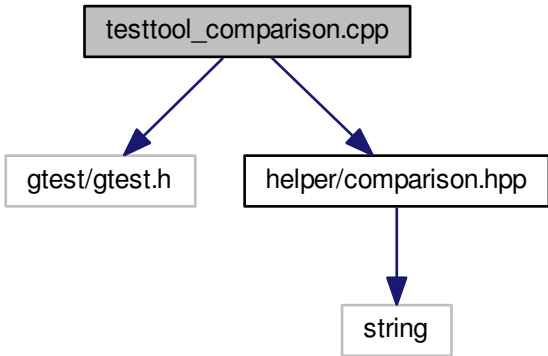 testtool_comparison.cpp
gtest/gtest.h
helper/comparison.hpp
string